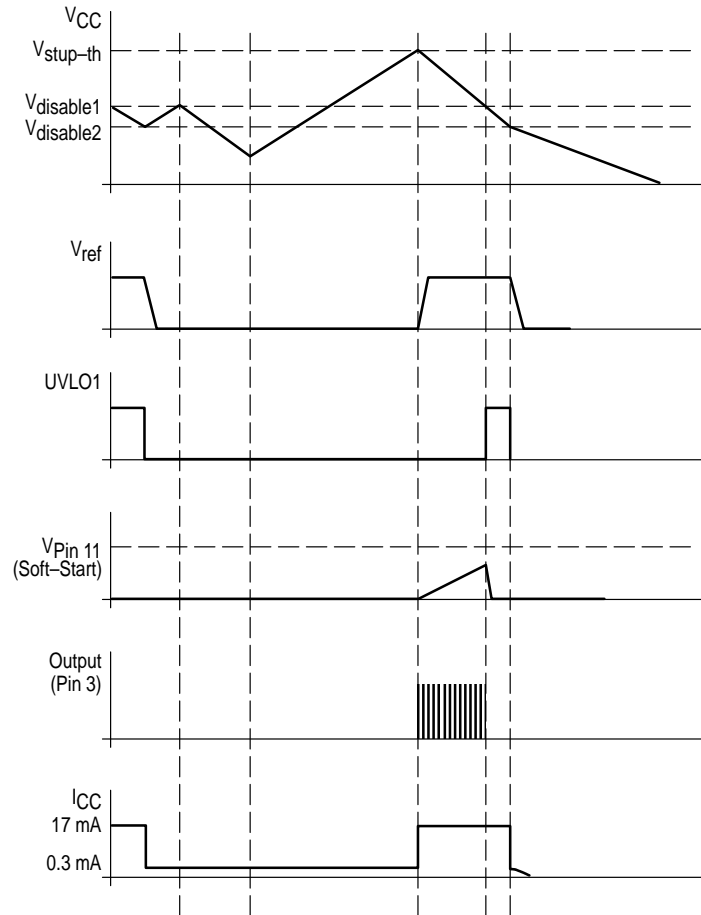 VCC
Vstup–th
Vdisable1
Vdisable2
Vref
UVLO1
VPin 11
(Soft–Start)
Output
(Pin 3)
ICC
17 mA
0.3 mA